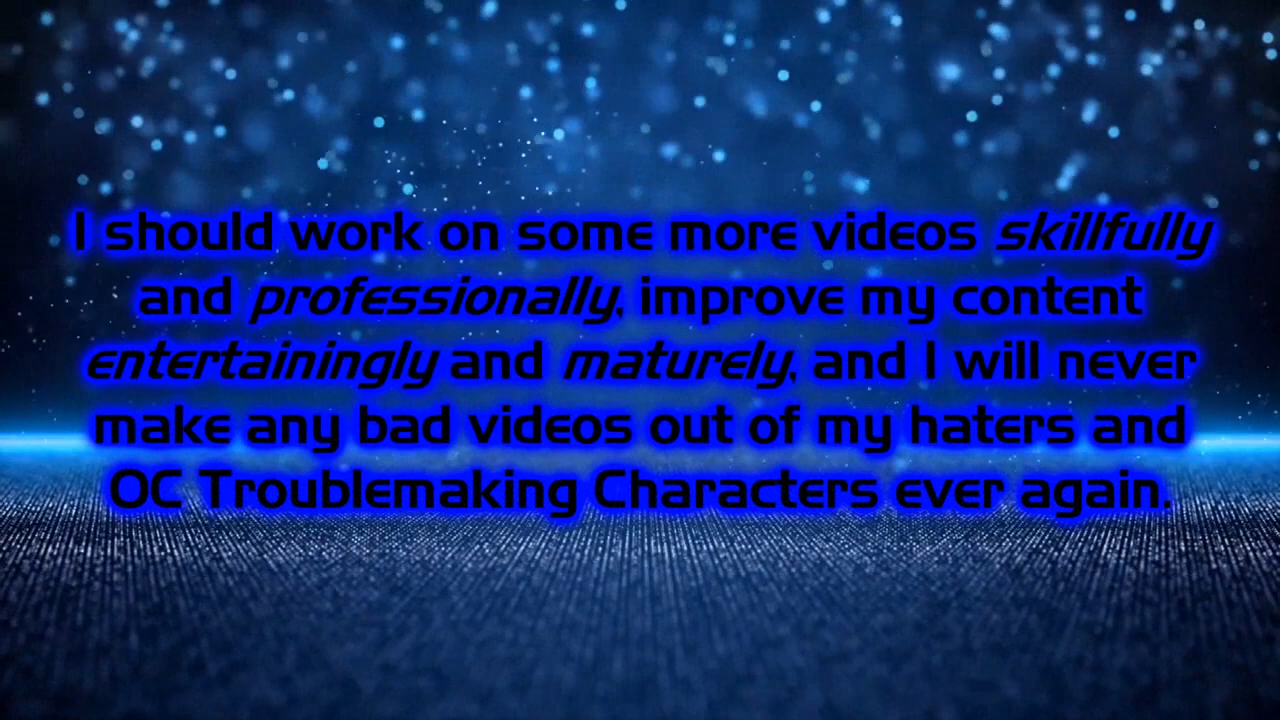 I should work on some more videos skillfully
and professionally, improve my content
entertainingly and maturely, and I will never
make any bad videos out of my haters and
OC Troublemaking Characters ever again.